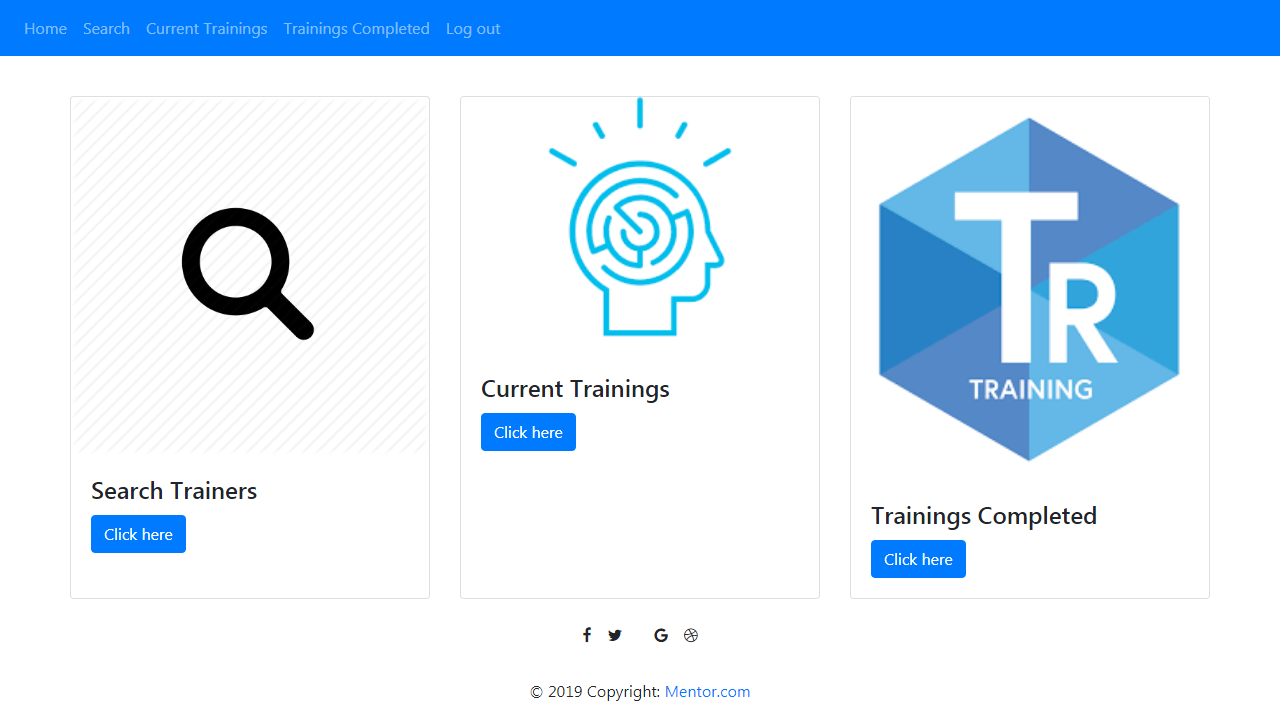 Home Search Current Trainings Trainings Completed Log out
TR
TRAINING
Search Trainers
Click here
Current Trainings
Click here
Trainings Completed
Click here
© 2019 Copyright: Mentor.com